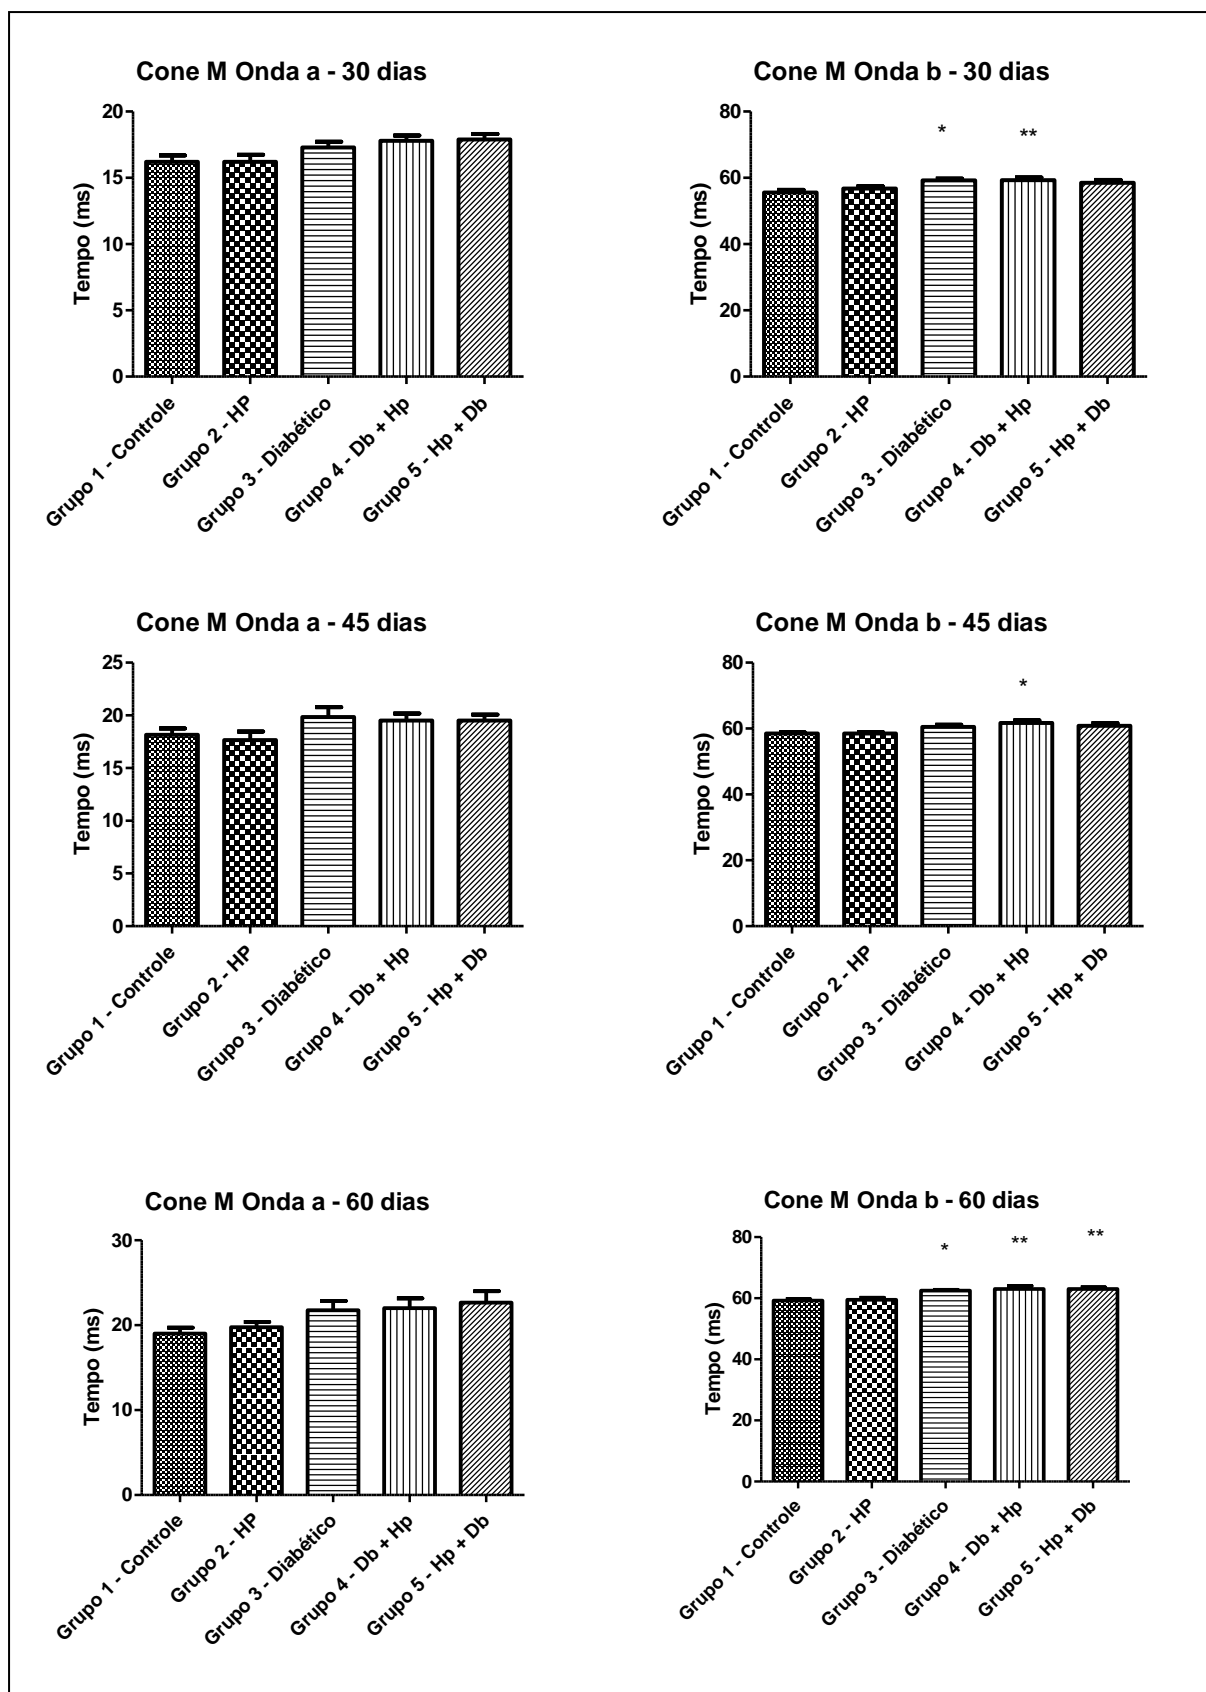 Cone M Onda a - 30 dias
20
15
10
5
0
Tempo (ms)
Grupo 1 - Controle
Grupo 2 - HP
Grupo 3 - Diabético
Grupo 4 - Db + Hp
Grupo 5 - Hp + Db
Cone M Onda b - 30 dias
80
60
40
20
0
Tempo (ms)
*
**
Grupo 1 - Controle
Grupo 2 - HP
Grupo 3 - Diabético
Grupo 4 - Db + Hp
Grupo 5 - Hp + Db
Cone M Onda a - 45 dias
25
20
15
10
5
0
Tempo (ms)
Grupo 1 - Controle
Grupo 2 - HP
Grupo 3 - Diabético
Grupo 4 - Db + Hp
Grupo 5 - Hp + Db
Cone M Onda b - 45 dias
80
60
40
20
0
Tempo (ms)
*
Grupo 1 - Controle
Grupo 2 - HP
Grupo 3 - Diabético
Grupo 4 - Db + Hp
Grupo 5 - Hp + Db
Cone M Onda a - 60 dias
30
20
10
0
Tempo (ms)
Grupo 1 - Controle
Grupo 2 - HP
Grupo 3 - Diabético
Grupo 4 - Db + Hp
Grupo 5 - Hp + Db
Cone M Onda b - 60 dias
80
60
40
20
0
Tempo (ms)
*
**
**
Grupo 1 - Controle
Grupo 2 - HP
Grupo 3 - Diabético
Grupo 4 - Db + Hp
Grupo 5 - Hp + Db